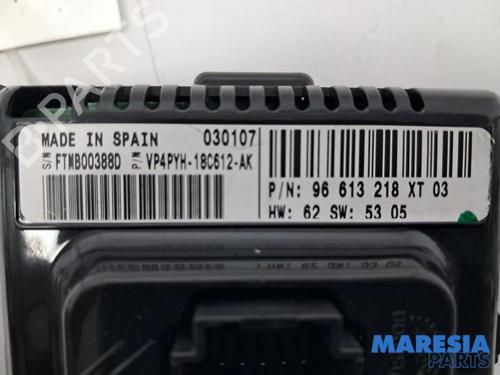 B-PARTS
MADE IN SPAIN 030107
S/N FTMB00388D P/N VP4PYH-18C612-AK
P/N: 96 613 218 XT 03
HW: 62 SW: 53 05
MARESIA
PARTS